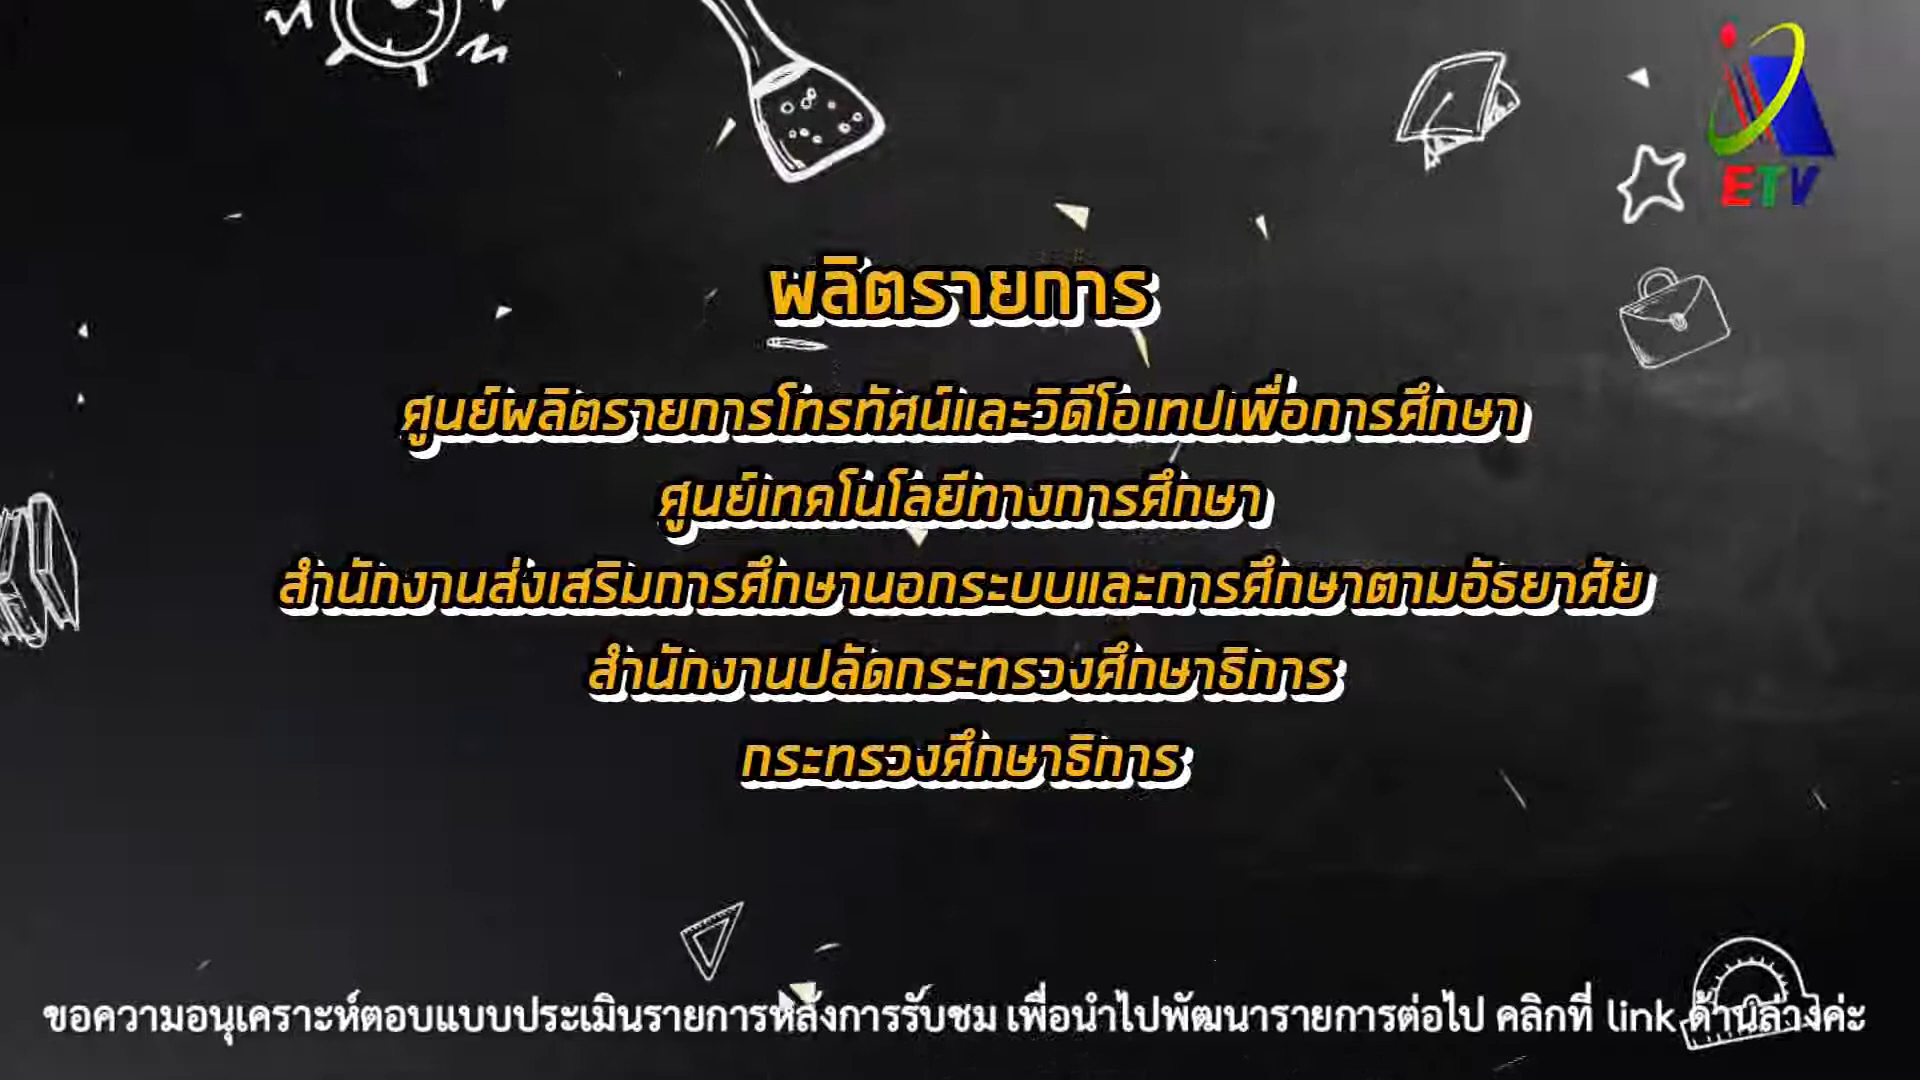 ETV
ผลิตรายการ
ศูนย์ผลิตรายการโทรทัศน์และวิดีโอเทปเพื่อการศึกษา
ศูนย์เทคโนโลยีทางการศึกษา
สำนักงานส่งเสริมการศึกษานอกระบบและการศึกษาตามอัธยาศัย
สำนักงานปลัดกระทรวงศึกษาธิการ
กระทรวงศึกษาธิการ
ขอความอนุเคราะห์ตอบแบบประเมินรายการหลังการรับชม เพื่อนำไปพัฒนารายการต่อไป คลิกที่ link ด้านล่างค่ะ